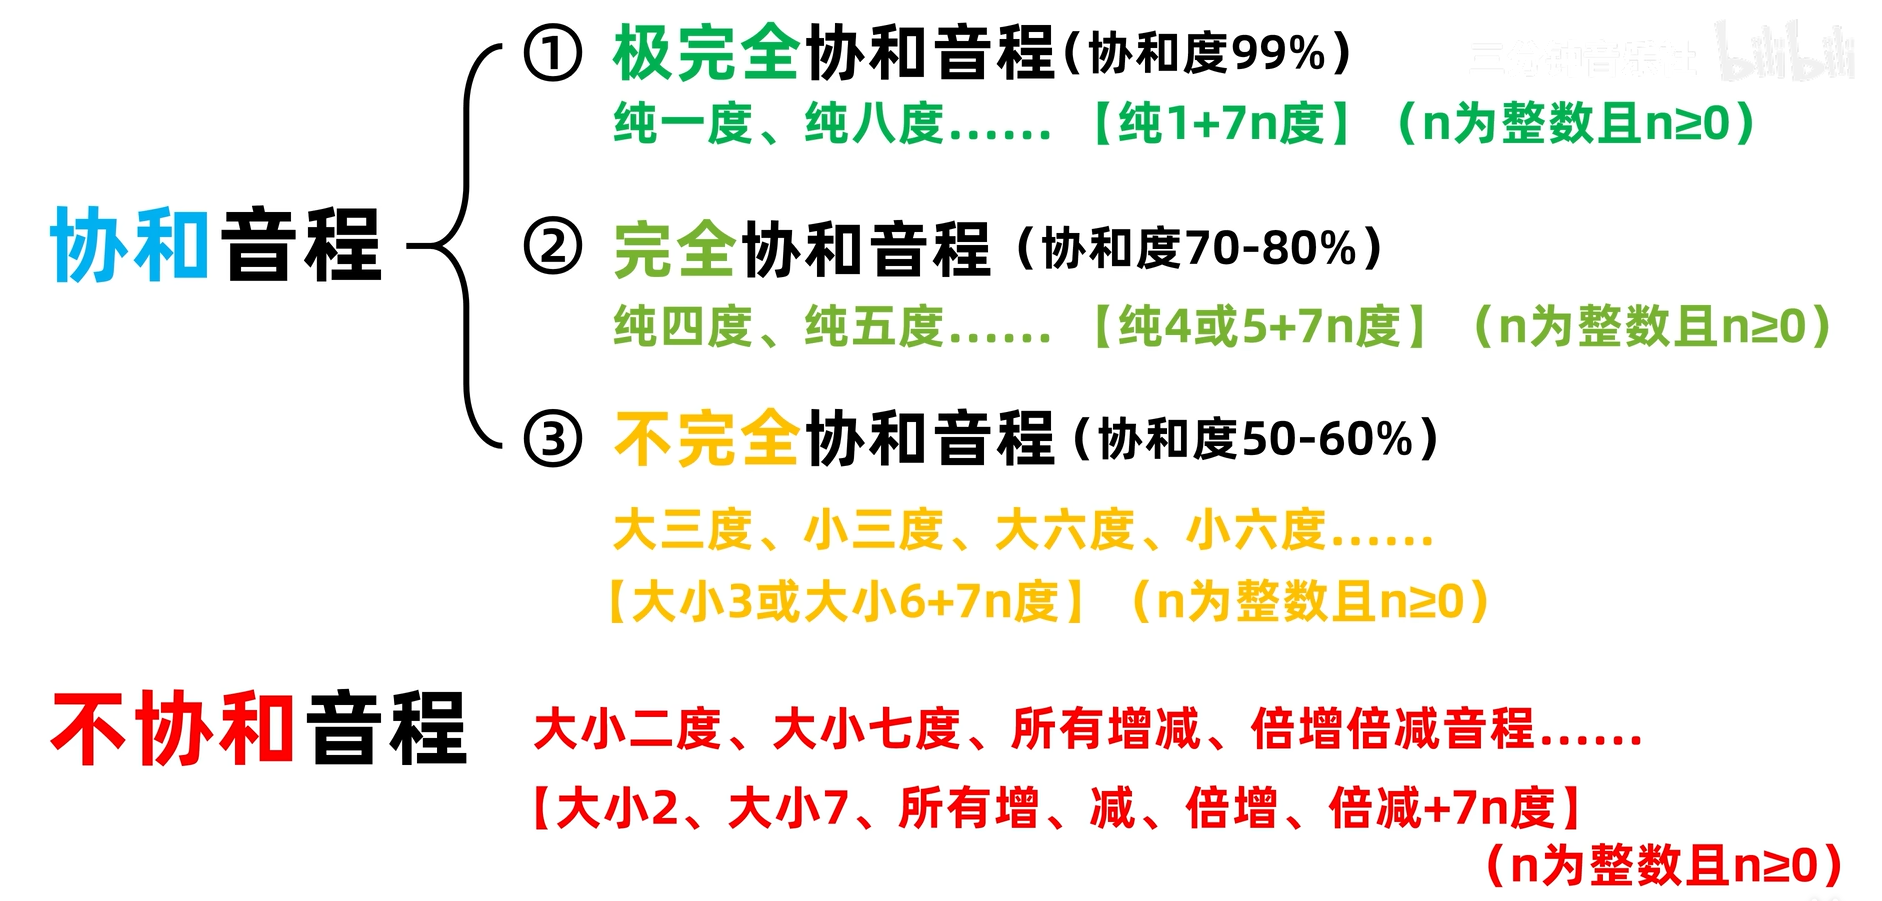 ① 极完全协和音程(协和度99%)
纯一度、纯八度……【纯1+7n度】（n为整数且n≥0）
协和音程
② 完全协和音程（协和度70-80%）
纯四度、纯五度……【纯4或5+7n度】（n为整数且n≥0）
③ 不完全协和音程(协和度50-60%)
大三度、小三度、大六度、小六度……
【大小3或大小6+7n度】（n为整数且n≥0）
不协和音程
大小二度、大小七度、所有增减、倍增倍减音程……
【大小2、大小7、所有增、减、倍增、倍减+7n度】
（n为整数且n≥0）
bilibili